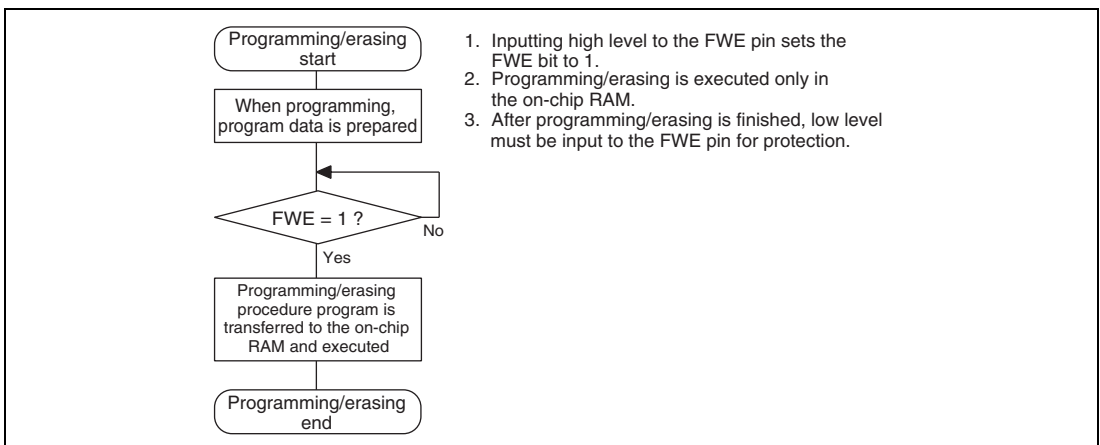 Programming/erasing
start
When programming,
program data is prepared
FWE = 1 ?
No
Yes
Programming/erasing
procedure program is
transferred to the on-chip
RAM and executed
Programming/erasing
end
1. Inputting high level to the FWE pin sets the
FWE bit to 1.
2. Programming/erasing is executed only in
the on-chip RAM.
3. After programming/erasing is finished, low level
must be input to the FWE pin for protection.